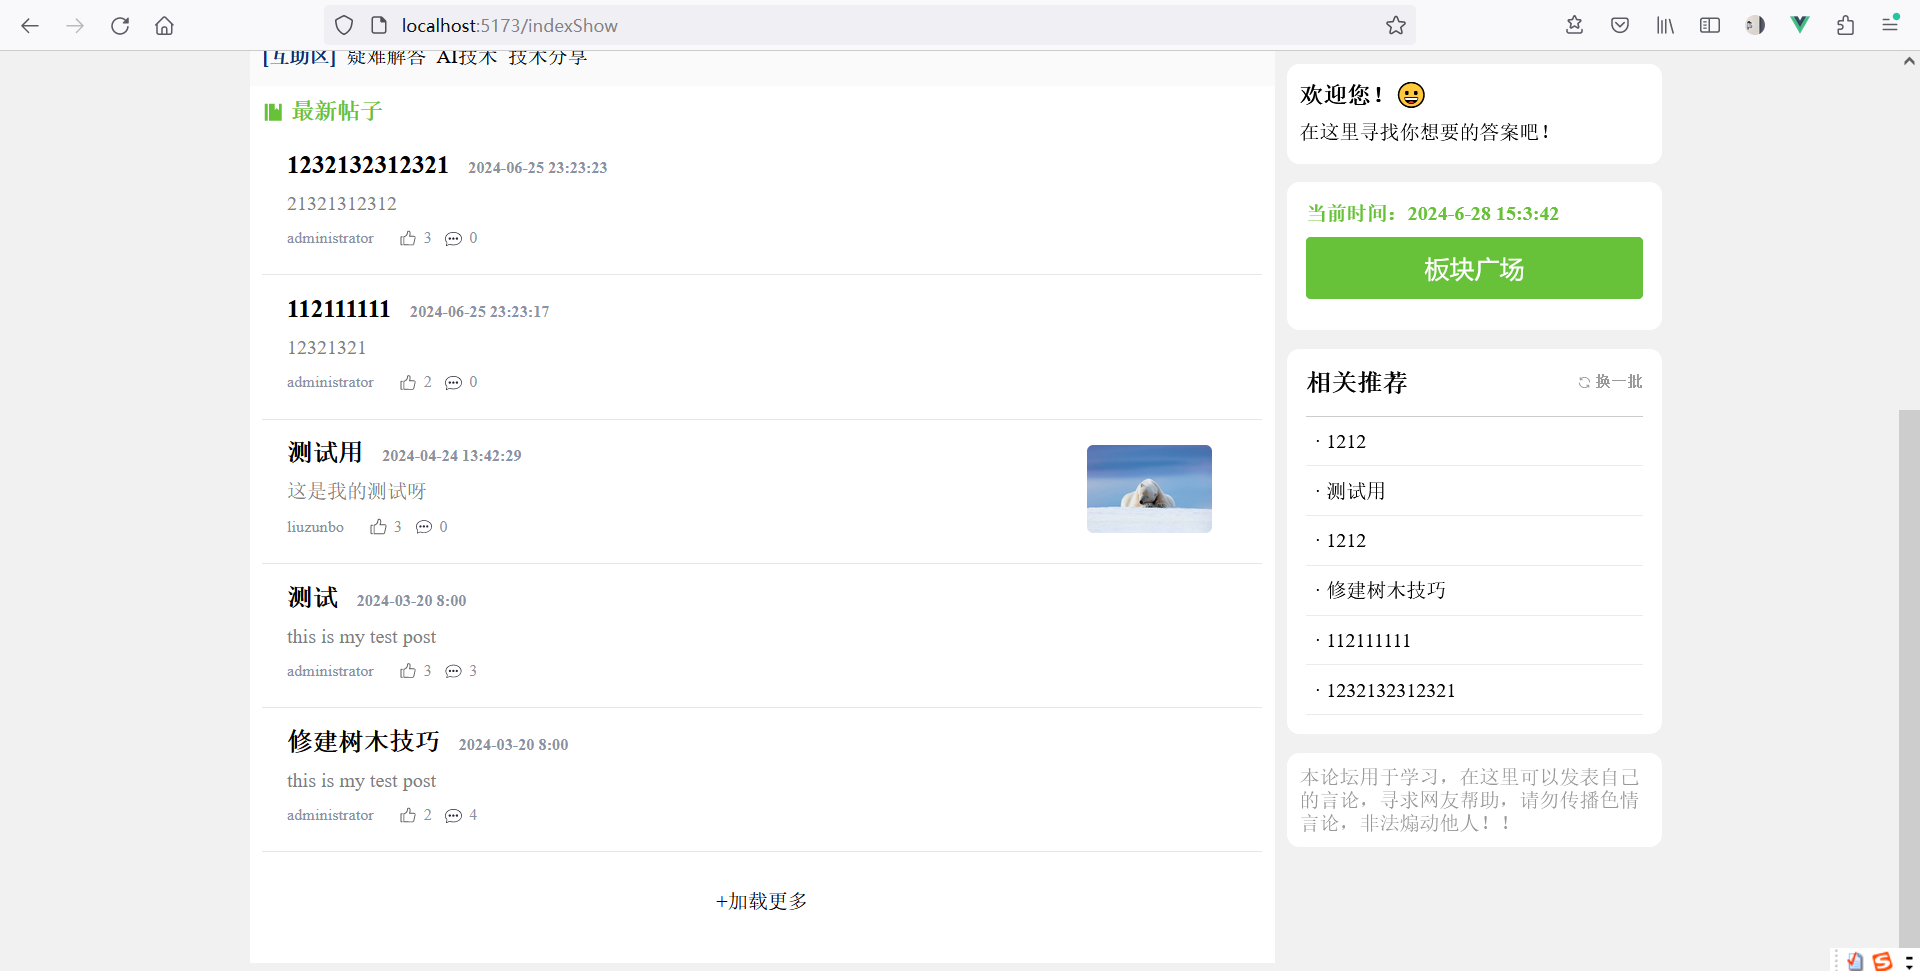 localhost:5173/indexShow
[互助区] 疑难解答 AI技术 技术分享
最新帖子
1232132312321 2024-06-25 23:23:23
21321312312
administrator 3 0
112111111 2024-06-25 23:23:17
12321321
administrator 2 0
测试用 2024-04-24 13:42:29
这是我的测试呀
liuzunbo 3 0
测试 2024-03-20 8:00
this is my test post
administrator 3 3
修建树木技巧 2024-03-20 8:00
this is my test post
administrator 2 4
+加载更多
欢迎您！😀
在这里寻找你想要的答案吧！
当前时间：2024-6-28 15:3:42
板块广场
相关推荐 换一批
· 1212
· 测试用
· 1212
· 修建树木技巧
· 112111111
· 1232132312321
本论坛用于学习，在这里可以发表自己
的言论，寻求网友帮助，请勿传播色情
言论，非法煽动他人！！